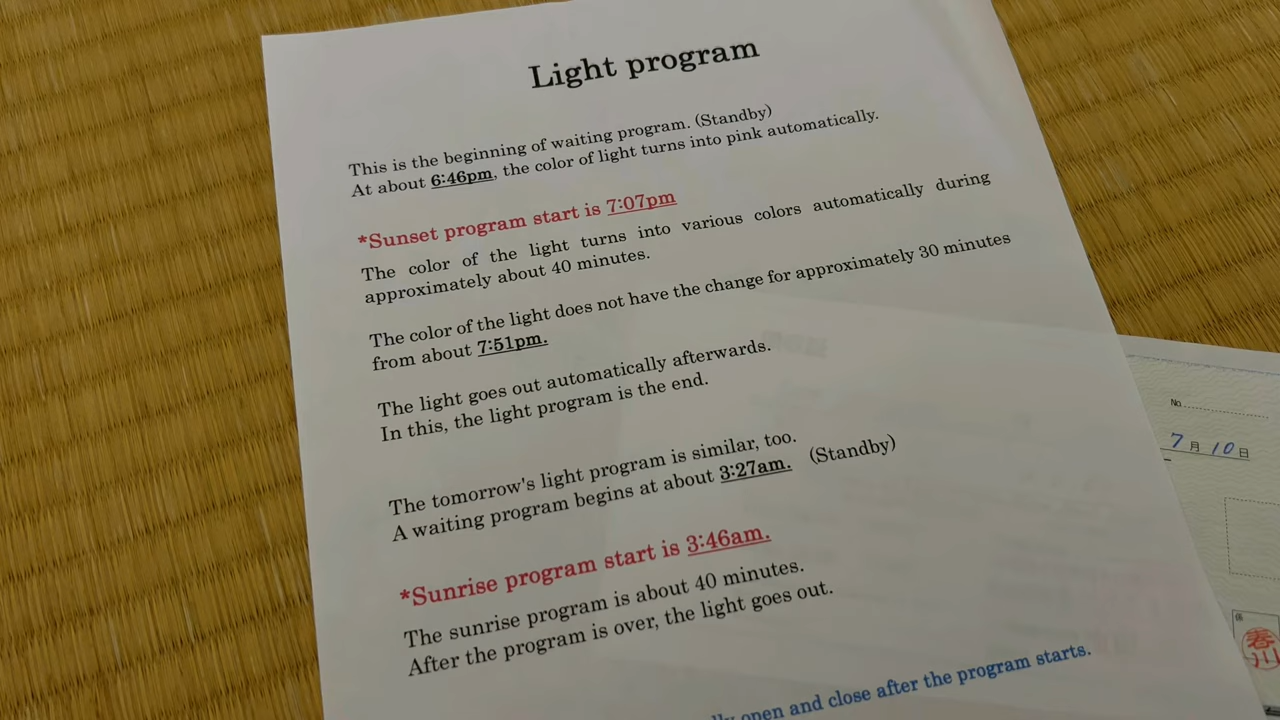 Light program
This is the beginning of waiting program. (Standby)
At about 6:46pm, the color of light turns into pink automatically.
*Sunset program start is 7:07pm
The color of the light turns into various colors automatically during
approximately about 40 minutes.
The color of the light does not have the change for approximately 30 minutes
from about 7:51pm.
The light goes out automatically afterwards.
In this, the light program is the end.
The tomorrow's light program is similar, too.
A waiting program begins at about 3:27am. (Standby)
*Sunrise program start is 3:46am.
The sunrise program is about 40 minutes.
After the program is over, the light goes out.
open and close after the program starts.
No.
7月10日
係